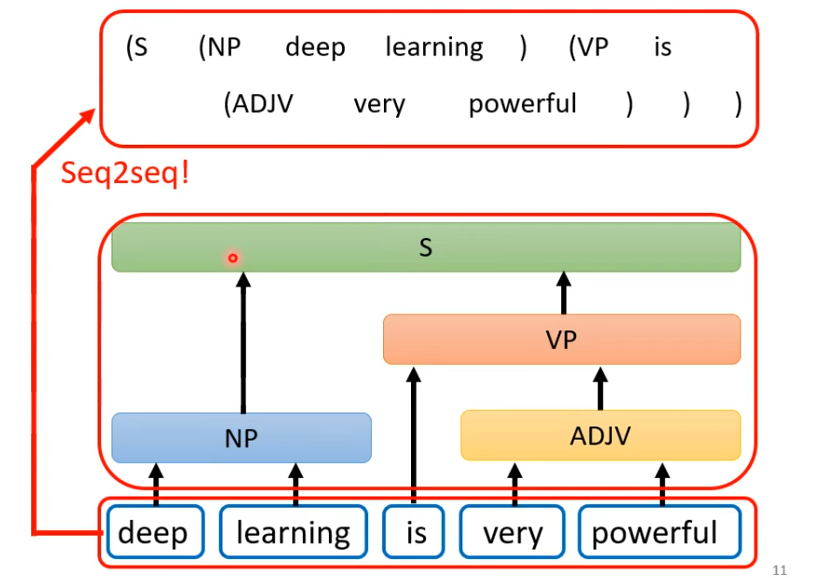 (S (NP deep learning ) (VP is
(ADJV very powerful ) ) )
Seq2seq!
S
VP
NP ADJV
deep learning is very powerful
11